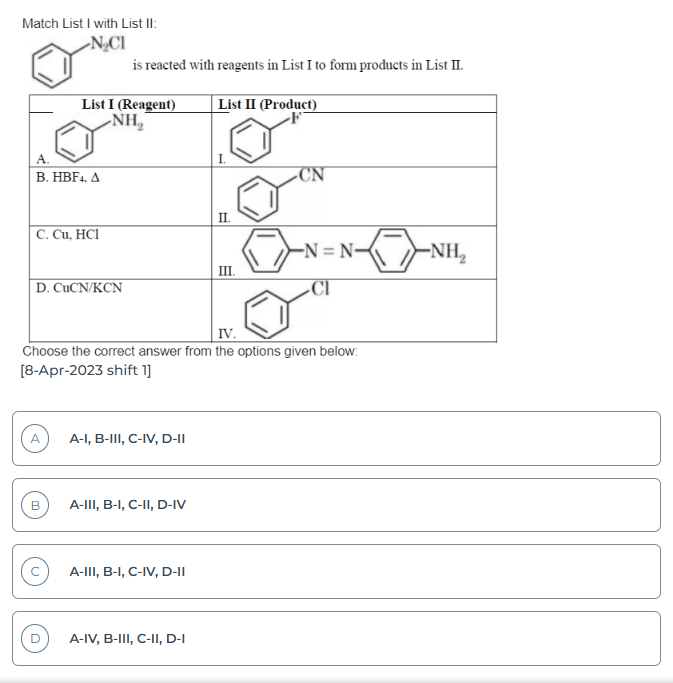 Match List I with List II:
N₂Cl
is reacted with reagents in List I to form products in List II.
List I (Reagent) List II (Product)
A. NH₂ I. F
B. HBF₄, Δ II. CN
C. Cu, HCl III. N = N NH₂
D. CuCN/KCN IV. Cl
Choose the correct answer from the options given below:
[8-Apr-2023 shift 1]
A A-I, B-III, C-IV, D-II
B A-III, B-I, C-II, D-IV
C A-III, B-I, C-IV, D-II
D A-IV, B-III, C-II, D-I